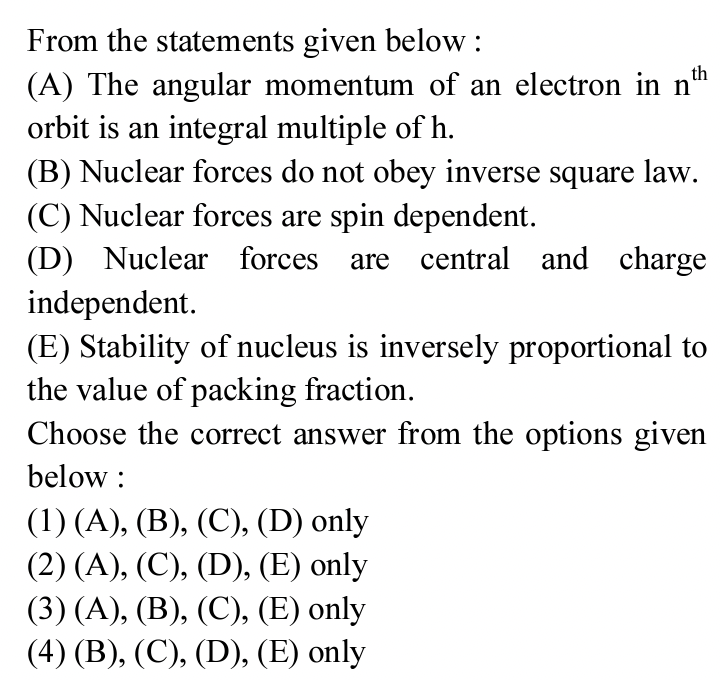 From the statements given below :
(A) The angular momentum of an electron in nᵗʰ
orbit is an integral multiple of h.
(B) Nuclear forces do not obey inverse square law.
(C) Nuclear forces are spin dependent.
(D) Nuclear forces are central and charge
independent.
(E) Stability of nucleus is inversely proportional to
the value of packing fraction.
Choose the correct answer from the options given
below :
(1) (A), (B), (C), (D) only
(2) (A), (C), (D), (E) only
(3) (A), (B), (C), (E) only
(4) (B), (C), (D), (E) only